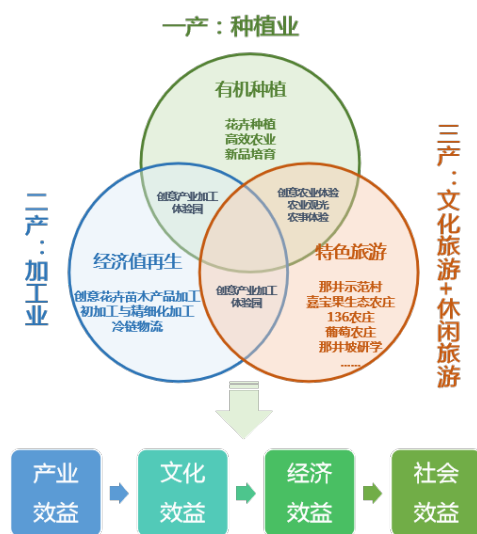 一产：种植业
有机种植
花卉种植
高效农业
新品培育
创意产业加工
体验园
创意农业体验
农业观光
农事体验
二产：加工业
经济值再生
创意花卉苗木产品加工
初加工与精细化加工
冷链物流
创意产业加工
体验园
特色旅游
那井示范村
嘉宝果生态农庄
136农庄
葡萄农庄
那井坡研学
......
三产：文化旅游+休闲旅游
产业
效益
文化
效益
经济
效益
社会
效益